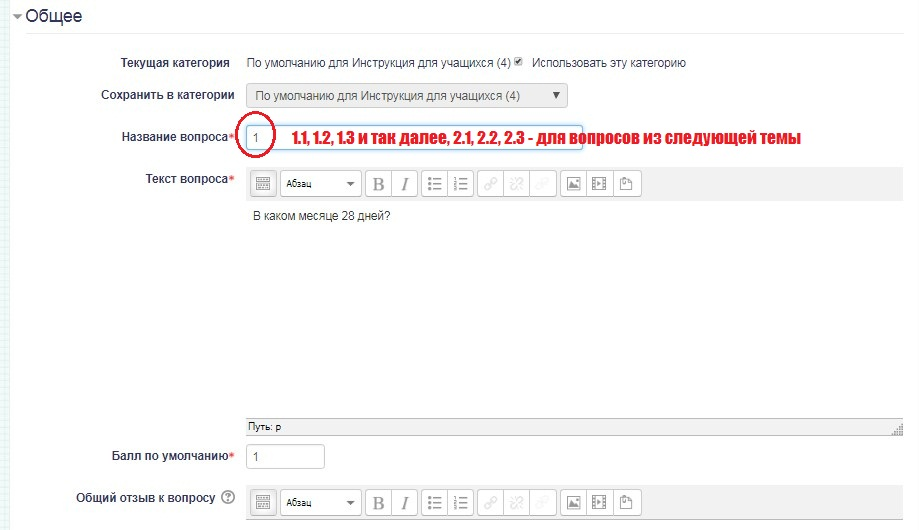 Общее
Текущая категория По умолчанию для Инструкция для учащихся (4) Использовать эту категорию
Сохранить в категории По умолчанию для Инструкция для учащихся (4)
Название вопроса* 1 1.1, 1.2, 1.3 и так далее, 2.1, 2.2, 2.3 - для вопросов из следующей темы
Текст вопроса* Абзац B I
В каком месяце 28 дней?
Путь: p
Балл по умолчанию* 1
Общий отзыв к вопросу ? Абзац B I